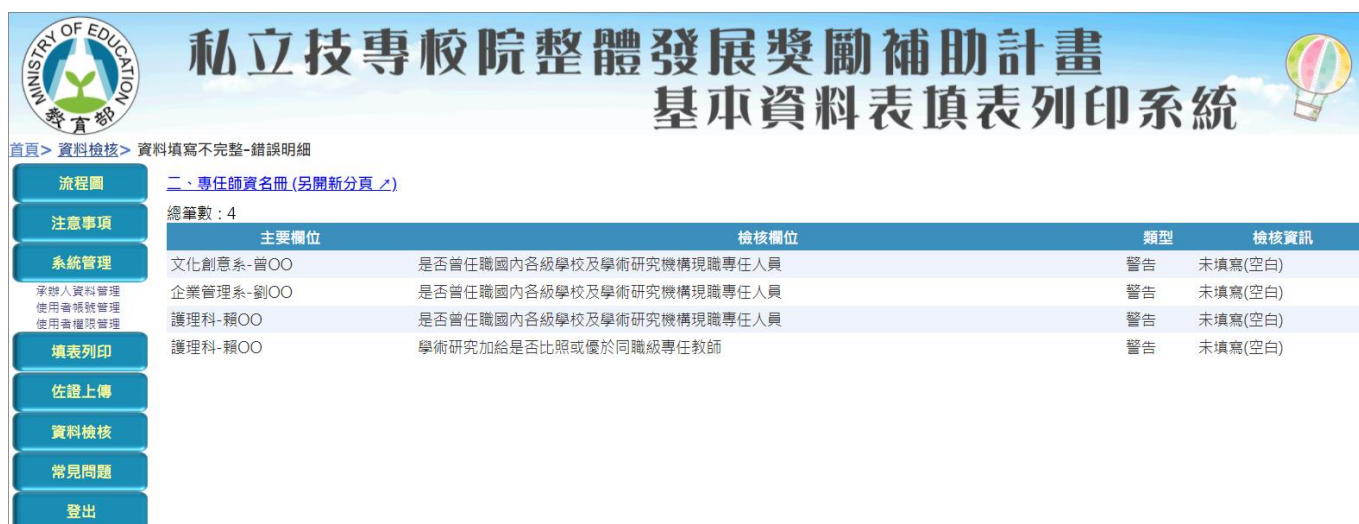 MINISTRY OF EDUCATION
教育部
私立技專校院整體發展獎勵補助計畫
基本資料表填表列印系統
首頁> 資料檢核> 資料填寫不完整-錯誤明細
流程圖
注意事項
系統管理
承辦人資料管理
使用者帳號管理
使用者權限管理
填表列印
佐證上傳
資料檢核
常見問題
登出
二、專任師資名冊 (另開新分頁 ↗)
總筆數：4
主要欄位 檢核欄位 類型 檢核資訊
文化創意系-曾OO 是否曾任職國內各級學校及學術研究機構現職專任人員 警告 未填寫(空白)
企業管理系-劉OO 是否曾任職國內各級學校及學術研究機構現職專任人員 警告 未填寫(空白)
護理科-賴OO 是否曾任職國內各級學校及學術研究機構現職專任人員 警告 未填寫(空白)
護理科-賴OO 學術研究加給是否比照或優於同職級專任教師 警告 未填寫(空白)